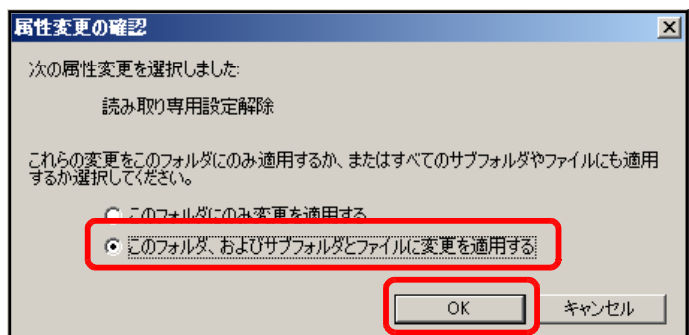 属性変更の確認
次の属性変更を選択しました:
読み取り専用設定解除
これらの変更をこのフォルダにのみ適用するか、またはすべてのサブフォルダやファイルにも適用
するか選択してください。
このフォルダにのみ変更を適用する
このフォルダ、およびサブフォルダとファイルに変更を適用する
OK
キャンセル